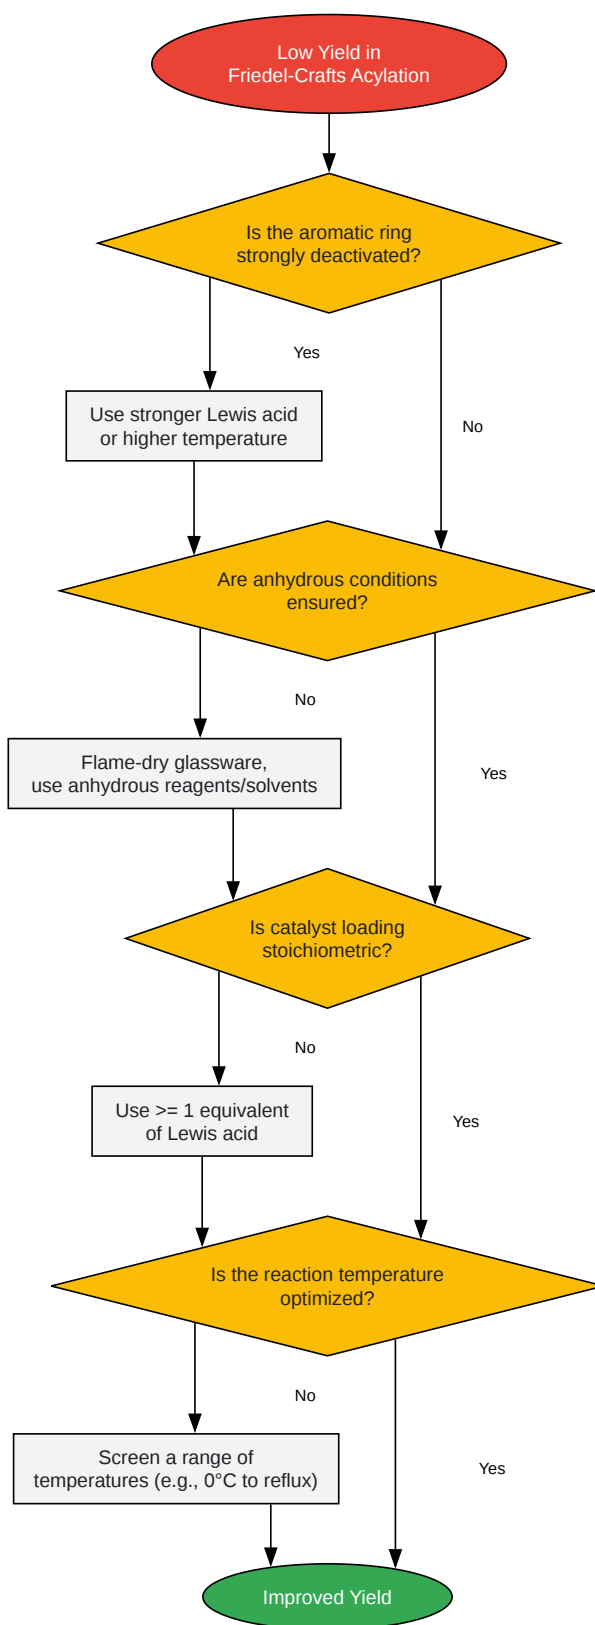 Low Yield in
Friedel-Crafts Acylation
Is the aromatic ring
strongly deactivated?
Yes
Use stronger Lewis acid
or higher temperature
No
Are anhydrous conditions
ensured?
No
Flame-dry glassware,
use anhydrous reagents/solvents
Yes
Is catalyst loading
stoichiometric?
No
Use >= 1 equivalent
of Lewis acid
Yes
Is the reaction temperature
optimized?
No
Screen a range of
temperatures (e.g., 0°C to reflux)
Yes
Improved Yield